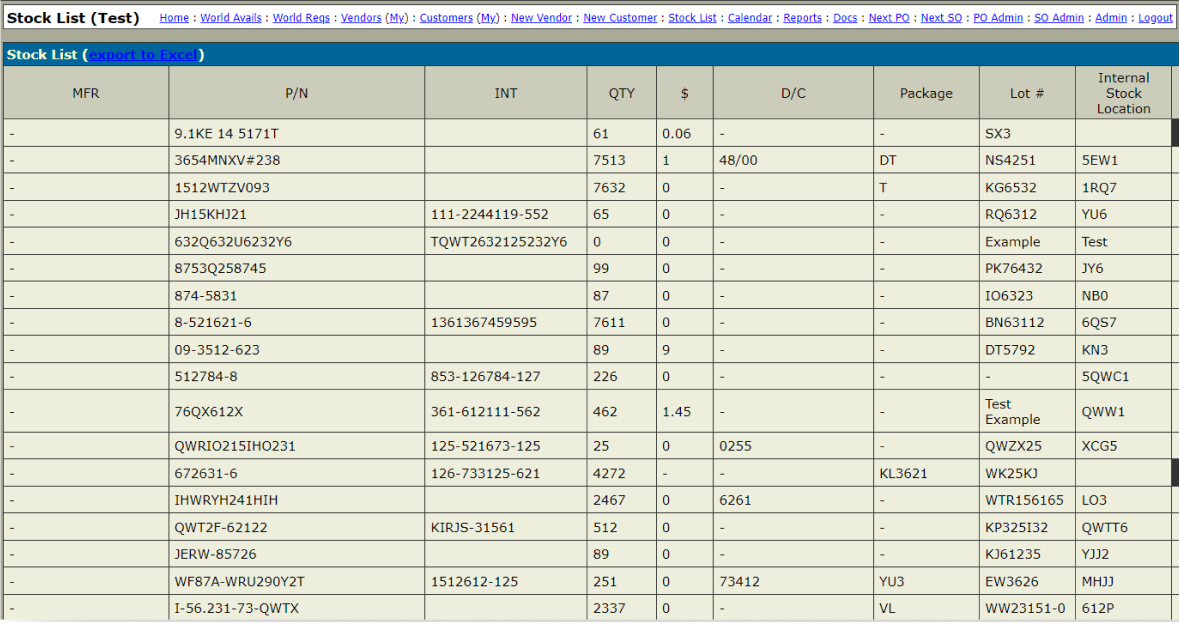 Stock List (Test) Home : World Avails : World Reqs : Vendors (My) : Customers (My) : New Vendor : New Customer : Stock List : Calendar : Reports : Docs : Next PO : Next SO : PO Admin : SO Admin : Admin : Logout
Stock List (export to Excel)
MFR P/N INT QTY $ D/C Package Lot # Internal Stock Location
- 9.1KE 14 5171T 61 0.06 - - SX3
- 3654MNXV#238 7513 1 48/00 DT NS4251 5EW1
- 1512WTZV093 7632 0 - T KG6532 1RQ7
- JH15KHJ21 111-2244119-552 65 0 - - RQ6312 YU6
- 632Q632U6232Y6 TQWT2632125232Y6 0 0 - - Example Test
- 8753Q258745 99 0 - - PK76432 JY6
- 874-5831 87 0 - - IO6323 NB0
- 8-521621-6 1361367459595 7611 0 - - BN63112 6QS7
- 09-3512-623 89 9 - - DT5792 KN3
- 512784-8 853-126784-127 226 0 - - - 5QWC1
- 76QX612X 361-612111-562 462 1.45 - - Test Example QWW1
- QWRIO215IHO231 125-521673-125 25 0 0255 - QWZX25 XCG5
- 672631-6 126-733125-621 4272 - - KL3621 WK25KJ
- IHWRYH241HIH 2467 0 6261 - WTR156165 LO3
- QWT2F-62122 KIRJS-31561 512 0 - - KP325I32 QWTT6
- JERW-85726 89 0 - - KJ61235 YJJ2
- WF87A-WRU290Y2T 1512612-125 251 0 73412 YU3 EW3626 MHJJ
- I-56.231-73-QWTX 2337 0 - VL WW23151-0 612P